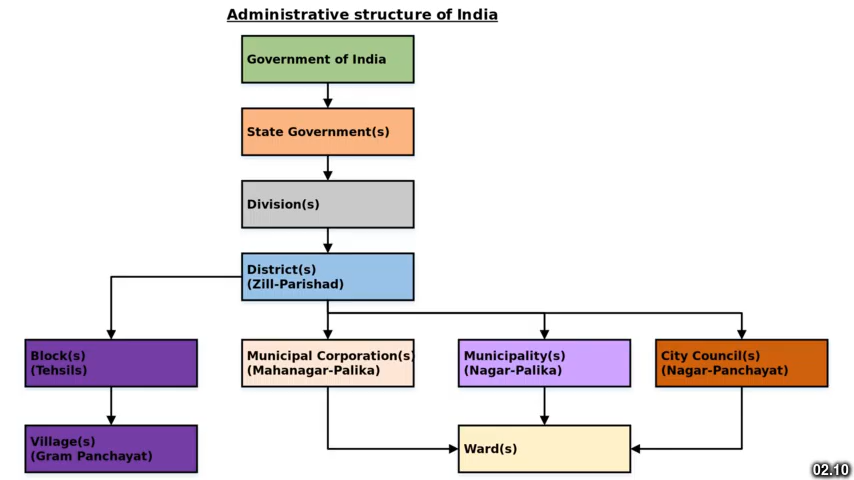 Administrative structure of India
Government of India
State Government(s)
Division(s)
District(s)
(Zill-Parishad)
Block(s)
(Tehsils)
Municipal Corporation(s)
(Mahanagar-Palika)
Municipality(s)
(Nagar-Palika)
City Council(s)
(Nagar-Panchayat)
Village(s)
(Gram Panchayat)
Ward(s)
02.10